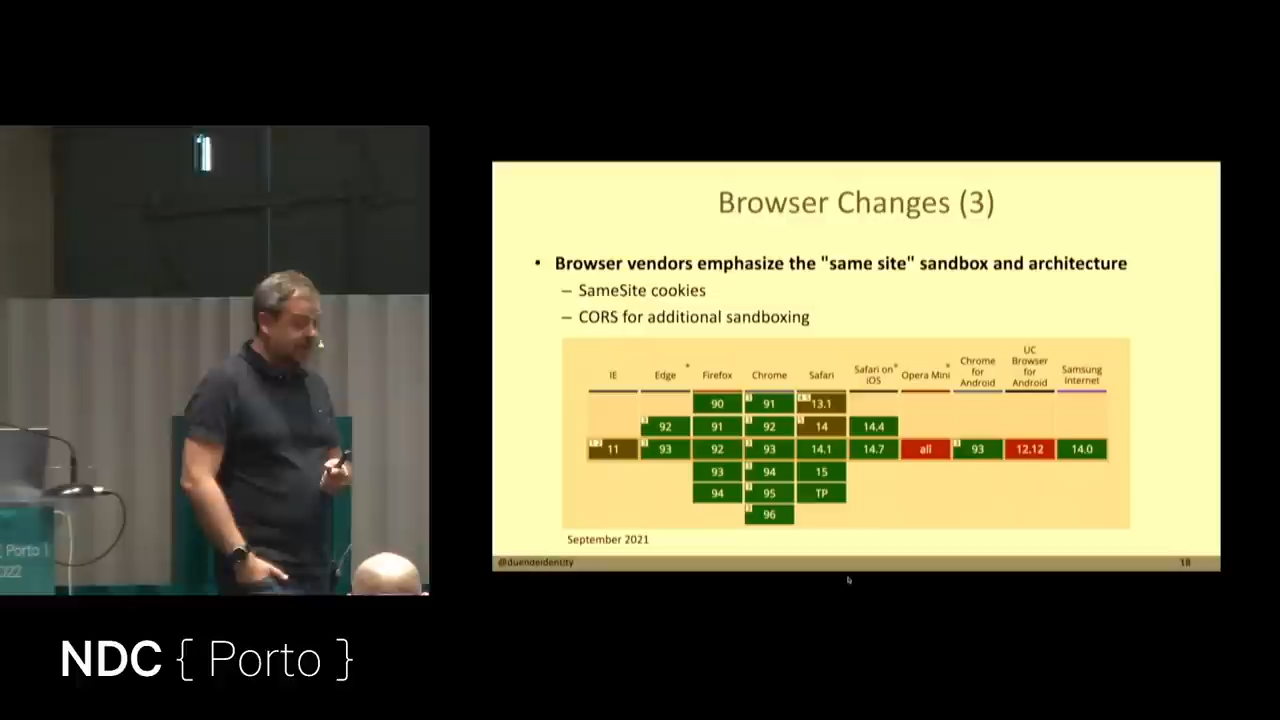 Browser Changes (3)
• Browser vendors emphasize the "same site" sandbox and architecture
– SameSite cookies
– CORS for additional sandboxing
IE Edge * Firefox Chrome Safari Safari on iOS * Opera Mini * Chrome for Android UC Browser for Android Samsung Internet
90 91 13.1
92 91 92 14 14.4
11 93 92 93 14.1 14.7 all 93 12.12 14.0
93 94 15
94 95 TP
96
September 2021
@duendeidentity 18
{ Porto }
2022
NDC { Porto }